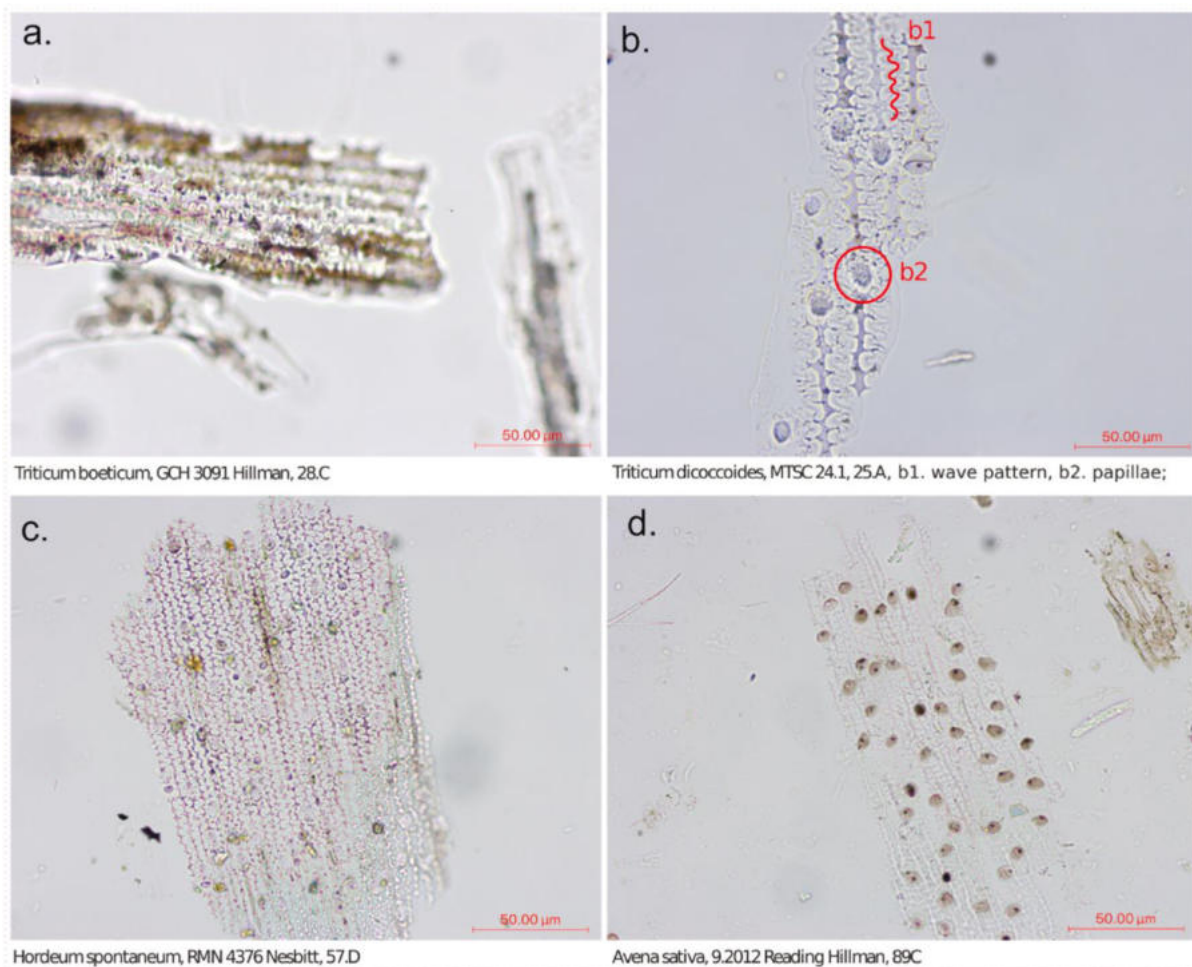 a.
b.
b1
b2
50.00 µm
50.00 µm
Triticum boeticum, GCH 3091 Hillman, 28.C
Triticum dicoccoides, MTSC 24.1, 25.A, b1. wave pattern, b2. papillae;
c.
d.
50.00 µm
50.00 µm
Hordeum spontaneum, RMN 4376 Nesbitt, 57.D
Avena sativa, 9.2012 Reading Hillman, 89C